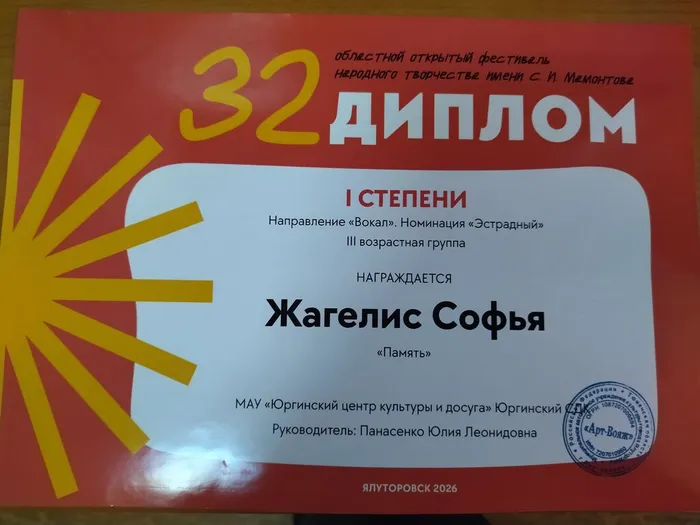 32 областной открытый фестиваль
народного творчества имени С. И. Мамонтова
ДИПЛОМ
I СТЕПЕНИ
Направление «Вокал». Номинация «Эстрадный»
III возрастная группа
НАГРАЖДАЕТСЯ
Жагелис Софья
«Память»
МАУ «Юргинский центр культуры и досуга» Юргинский
Руководитель: Панасенко Юлия Леонидовна
«Арт-Вояж»
ЯЛУТОРОВСК 2026